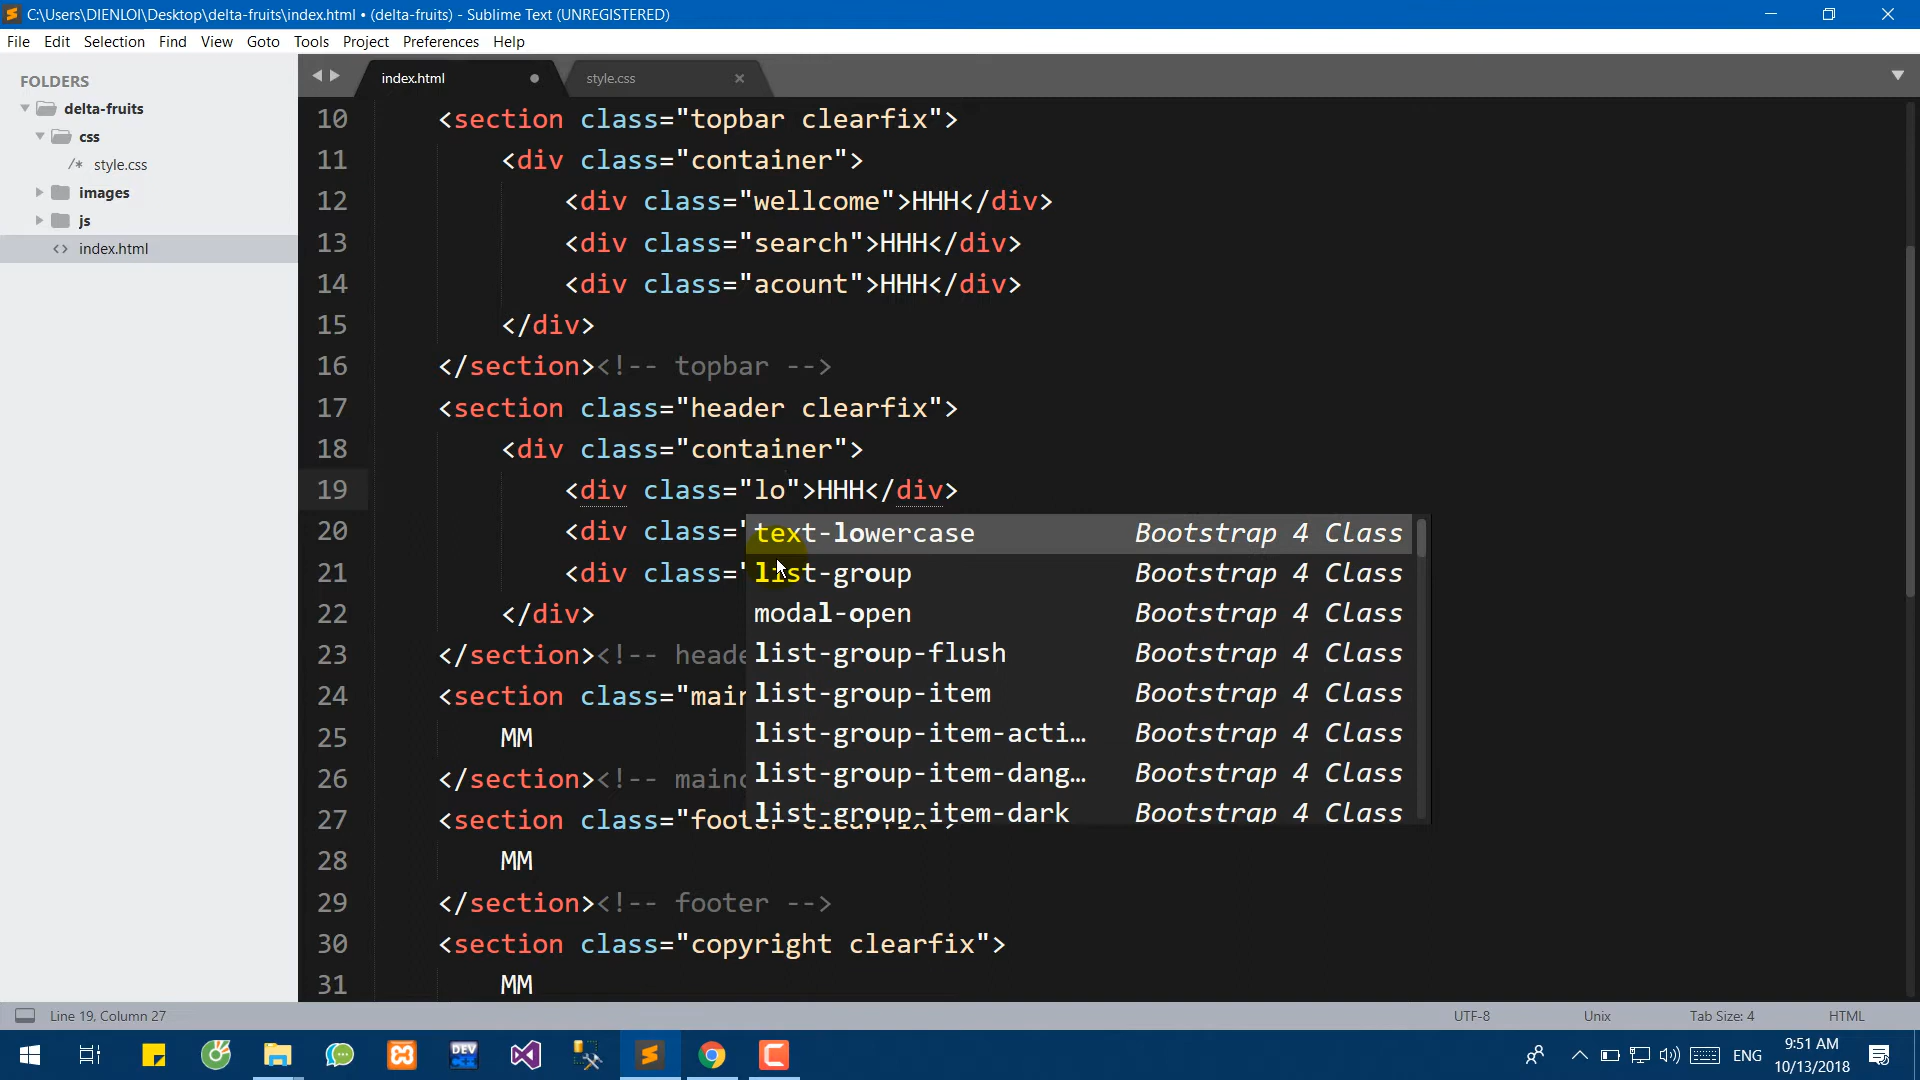 C:\Users\DIENLOI\Desktop\delta-fruits\index.html • (delta-fruits) - Sublime Text (UNREGISTERED)
File Edit Selection Find View Goto Tools Project Preferences Help
FOLDERS
delta-fruits
css
/* style.css
images
js
<> index.html
index.html
style.css
10 <section class="topbar clearfix">
11 <div class="container">
12 <div class="wellcome">HHH</div>
13 <div class="search">HHH</div>
14 <div class="acount">HHH</div>
15 </div>
16 </section><!-- topbar -->
17 <section class="header clearfix">
18 <div class="container">
19 <div class="lo">HHH</div>
20 <div class="
21 <div class="
22 </div>
23 </section><!-- heade
24 <section class="main
25 MM
26 </section><!-- mainc
27 <section class="footer clearfix">
28 MM
29 </section><!-- footer -->
30 <section class="copyright clearfix">
31 MM
text-lowercase Bootstrap 4 Class
list-group Bootstrap 4 Class
modal-open Bootstrap 4 Class
list-group-flush Bootstrap 4 Class
list-group-item Bootstrap 4 Class
list-group-item-acti… Bootstrap 4 Class
list-group-item-dang… Bootstrap 4 Class
list-group-item-dark Bootstrap 4 Class
Line 19, Column 27
UTF-8
Unix
Tab Size: 4
HTML
DEV
ENG
9:51 AM
10/13/2018